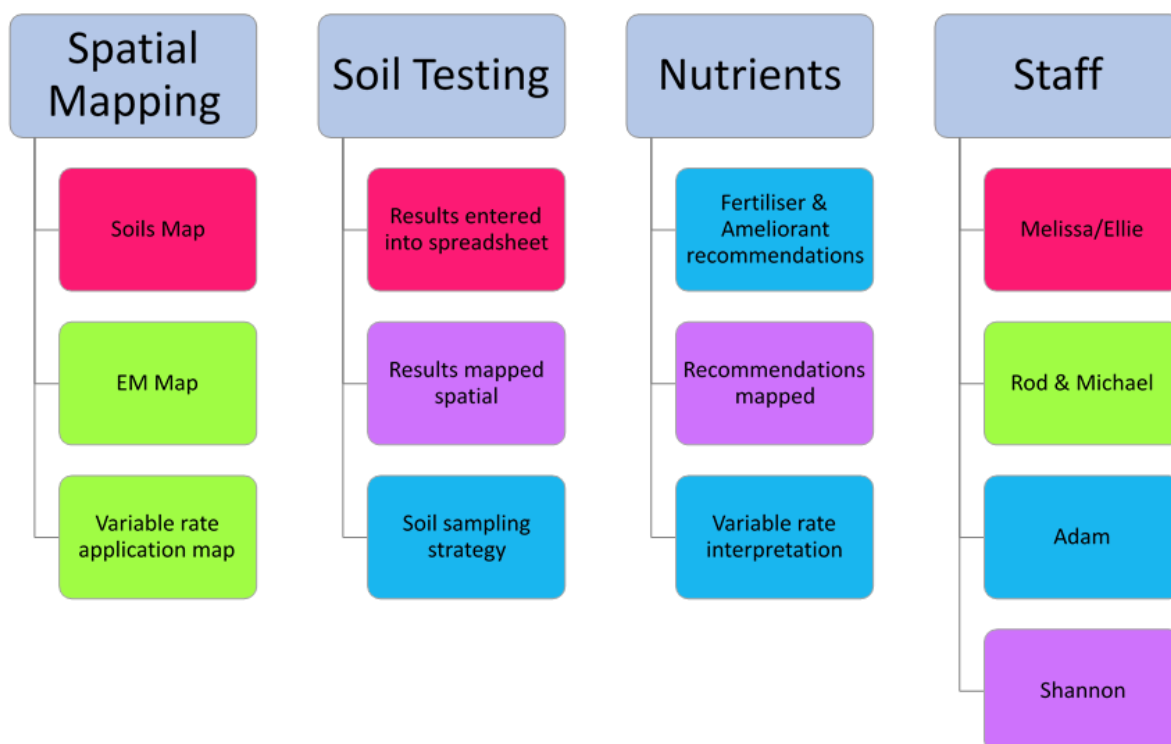 Spatial
Mapping
Soils Map
EM Map
Variable rate
application map
Soil Testing
Results entered
into spreadsheet
Results mapped
spatial
Soil sampling
strategy
Nutrients
Fertiliser &
Ameliorant
recommendations
Recommendations
mapped
Variable rate
interpretation
Staff
Melissa/Ellie
Rod & Michael
Adam
Shannon